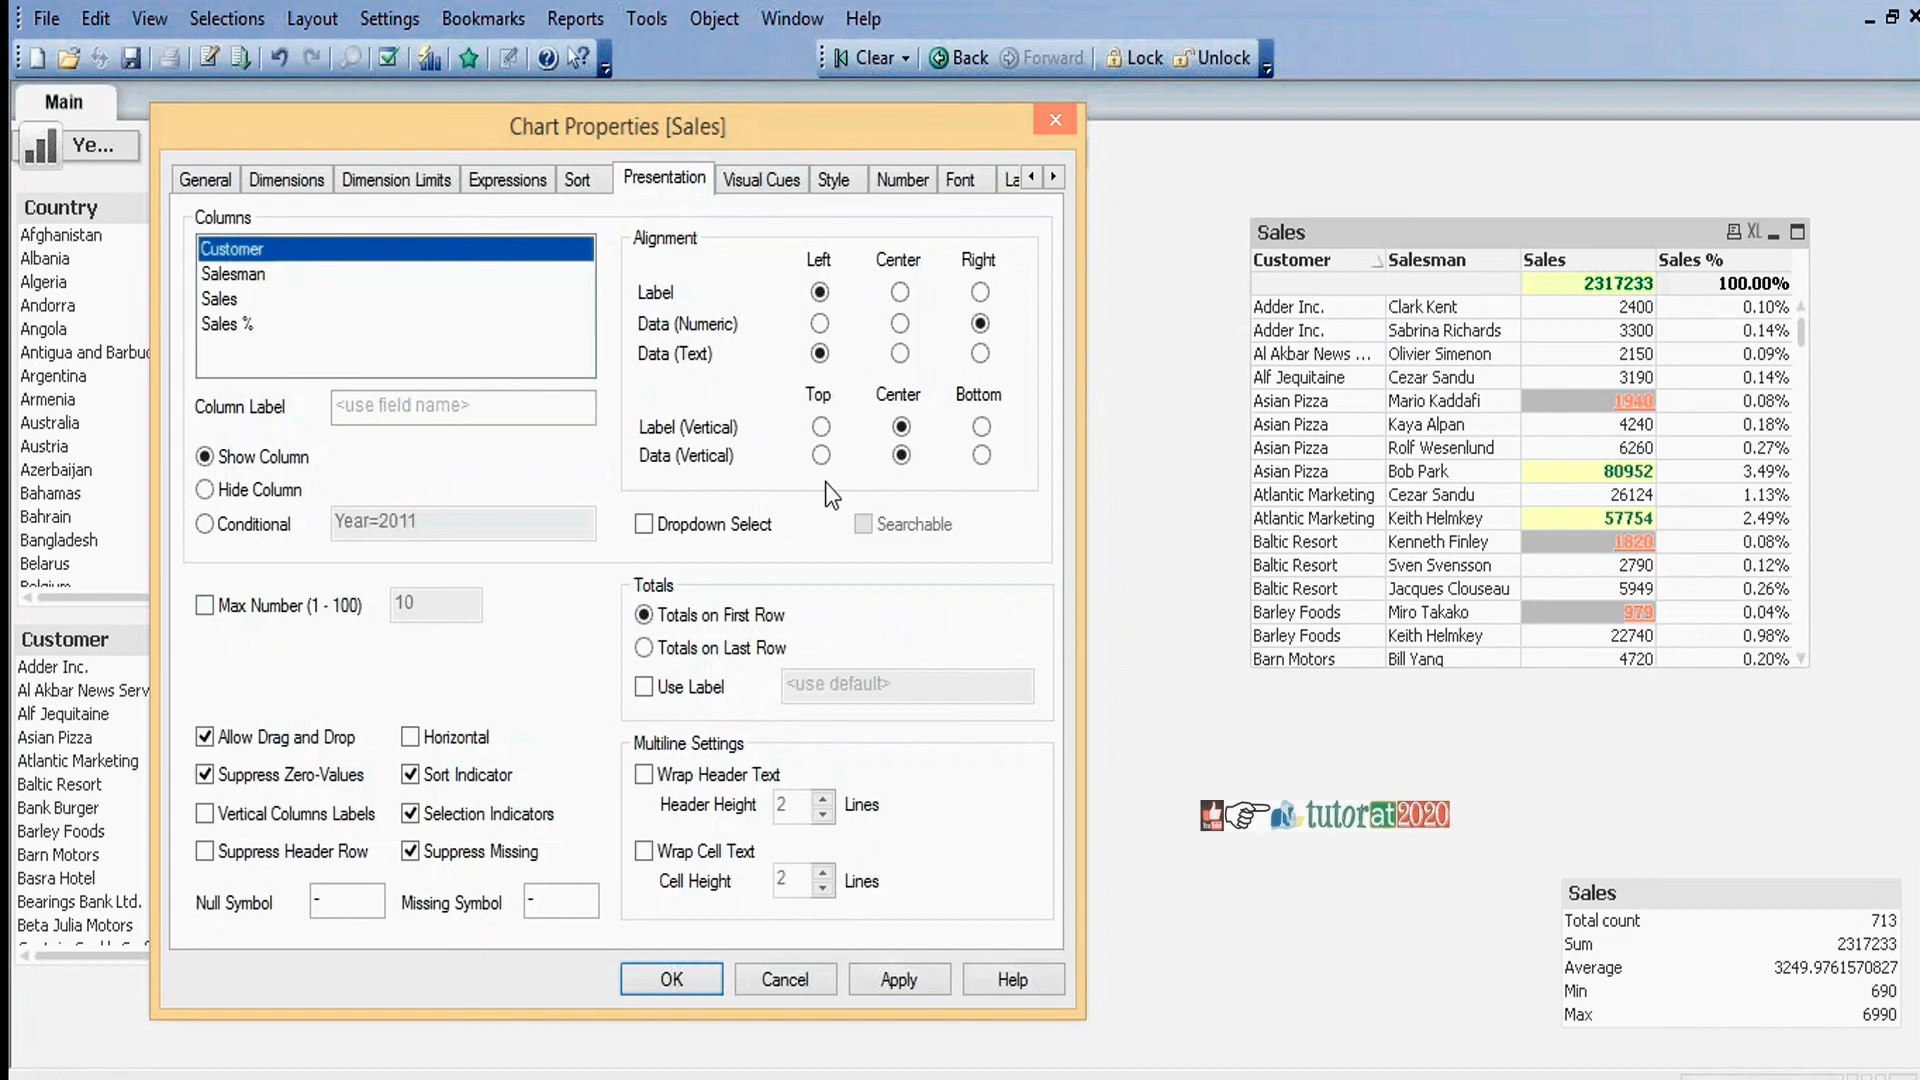 File Edit View Selections Layout Settings Bookmarks Reports Tools Object Window Help
Clear Back Forward Lock Unlock
Main
Ye...
Chart Properties [Sales]
General Dimensions Dimension Limits Expressions Sort Presentation Visual Cues Style Number Font La
Columns
Customer
Salesman
Sales
Sales %
Column Label <use field name>
Show Column
Hide Column
Conditional Year=2011
Alignment
Left Center Right
Label
Data (Numeric)
Data (Text)
Top Center Bottom
Label (Vertical)
Data (Vertical)
Dropdown Select Searchable
Max Number (1 - 100) 10
Totals
Totals on First Row
Totals on Last Row
Use Label <use default>
Allow Drag and Drop Horizontal
Suppress Zero-Values Sort Indicator
Vertical Columns Labels Selection Indicators
Suppress Header Row Suppress Missing
Null Symbol - Missing Symbol -
Multiline Settings
Wrap Header Text
Header Height 2 Lines
Wrap Cell Text
Cell Height 2 Lines
OK Cancel Apply Help
Country
Afghanistan
Albania
Algeria
Andorra
Angola
Antigua and Barbuc
Argentina
Armenia
Australia
Austria
Azerbaijan
Bahamas
Bahrain
Bangladesh
Belarus
Belgium
Customer
Adder Inc.
Al Akbar News Serv
Alf Jequitaine
Asian Pizza
Atlantic Marketing
Baltic Resort
Bank Burger
Barley Foods
Barn Motors
Basra Hotel
Bearings Bank Ltd.
Beta Julia Motors
Sales XL
Customer Salesman Sales Sales %
2317233 100.00%
Adder Inc. Clark Kent 2400 0.10%
Adder Inc. Sabrina Richards 3300 0.14%
Al Akbar News ... Olivier Simenon 2150 0.09%
Alf Jequitaine Cezar Sandu 3190 0.14%
Asian Pizza Mario Kaddafi 1940 0.08%
Asian Pizza Kaya Alpan 4240 0.18%
Asian Pizza Rolf Wesenlund 6260 0.27%
Asian Pizza Bob Park 80952 3.49%
Atlantic Marketing Cezar Sandu 26124 1.13%
Atlantic Marketing Keith Helmkey 57754 2.49%
Baltic Resort Kenneth Finley 1820 0.08%
Baltic Resort Sven Svensson 2790 0.12%
Baltic Resort Jacques Clouseau 5949 0.26%
Barley Foods Miro Takako 979 0.04%
Barley Foods Keith Helmkey 22740 0.98%
Barn Motors Bill Yang 4720 0.20%
tutorat2020
Sales
Total count 713
Sum 2317233
Average 3249.9761570827
Min 690
Max 6990